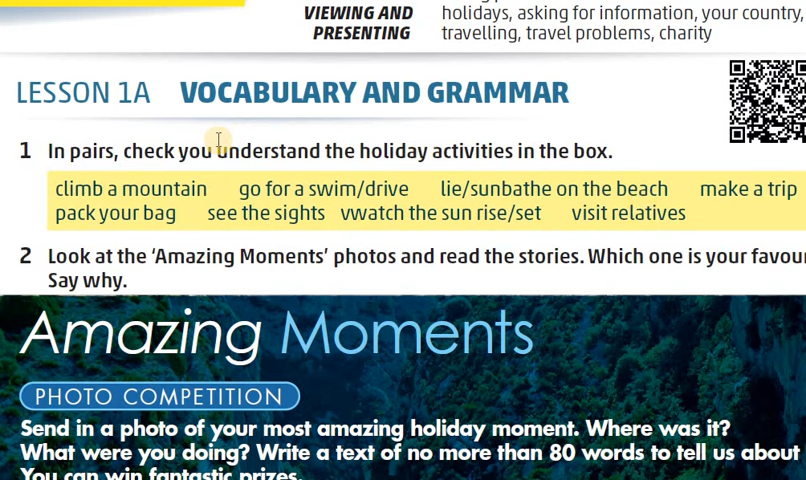 VIEWING AND
PRESENTING
holidays, asking for information, your country,
travelling, travel problems, charity
LESSON 1A VOCABULARY AND GRAMMAR
1 In pairs, check you understand the holiday activities in the box.
climb a mountain go for a swim/drive lie/sunbathe on the beach make a trip
pack your bag see the sights vwatch the sun rise/set visit relatives
2 Look at the ‘Amazing Moments’ photos and read the stories. Which one is your
Say why.
Amazing Moments
PHOTO COMPETITION
Send in a photo of your most amazing holiday moment. Where was it?
What were you doing? Write a text of no more than 80 words to tell us about
You can win fantastic prizes.